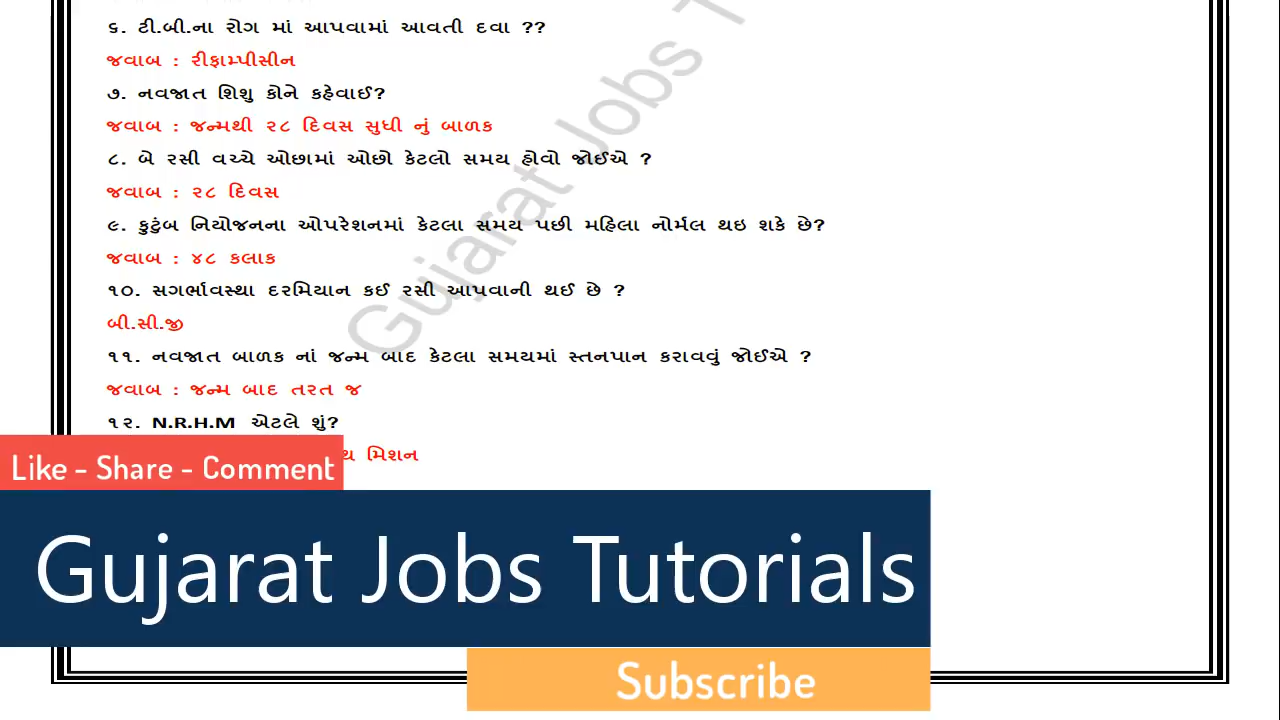 ૬. ટી.બી.ના રોગ માં આપવામાં આવતી દવા ??
જવાબ : રીફામ્પીસીન
૭. નવજાત શિશુ કોને કહેવાઈ?
જવાબ : જન્મથી ૨૮ દિવસ સુધી નું બાળક
૮. બે રસી વચ્ચે ઓછામાં ઓછો કેટલો સમય હોવો જોઈએ ?
જવાબ : ૨૮ દિવસ
૯. કુટુંબ નિયોજનના ઓપરેશનમાં કેટલા સમય પછી મહિલા નોર્મલ થઇ શકે છે?
જવાબ : ૪૮ કલાક
૧૦. સગર્ભાવસ્થા દરમિયાન કઈ રસી આપવાની થઈ છે ?
બી.સી.જી
૧૧. નવજાત બાળક નાં જન્મ બાદ કેટલા સમયમાં સ્તનપાન કરાવવું જોઈએ ?
જવાબ : જન્મ બાદ તરત જ
૧૨. N.R.H.M એટલે શું?
મિશન
Gujarat Jobs T
Like - Share - Comment
Gujarat Jobs Tutorials
Subscribe